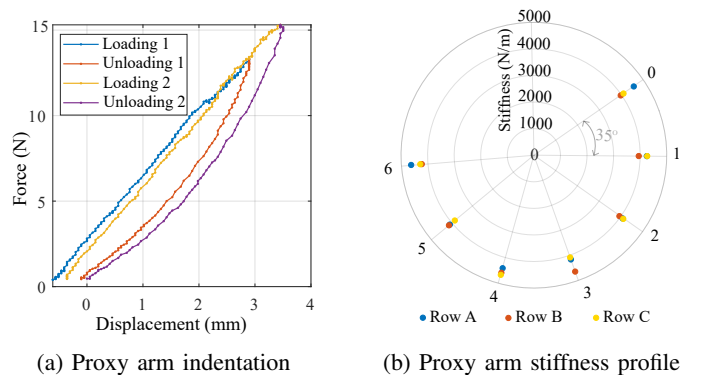 15
10
5
0
Force (N)
Loading 1
Unloading 1
Loading 2
Unloading 2
0
1
2
3
4
Displacement (mm)
(a) Proxy arm indentation
5000
4000
3000
2000
1000
0
Stiffness (N/m)
35°
0
1
2
3
4
5
6
Row A
Row B
Row C
(b) Proxy arm stiffness profile